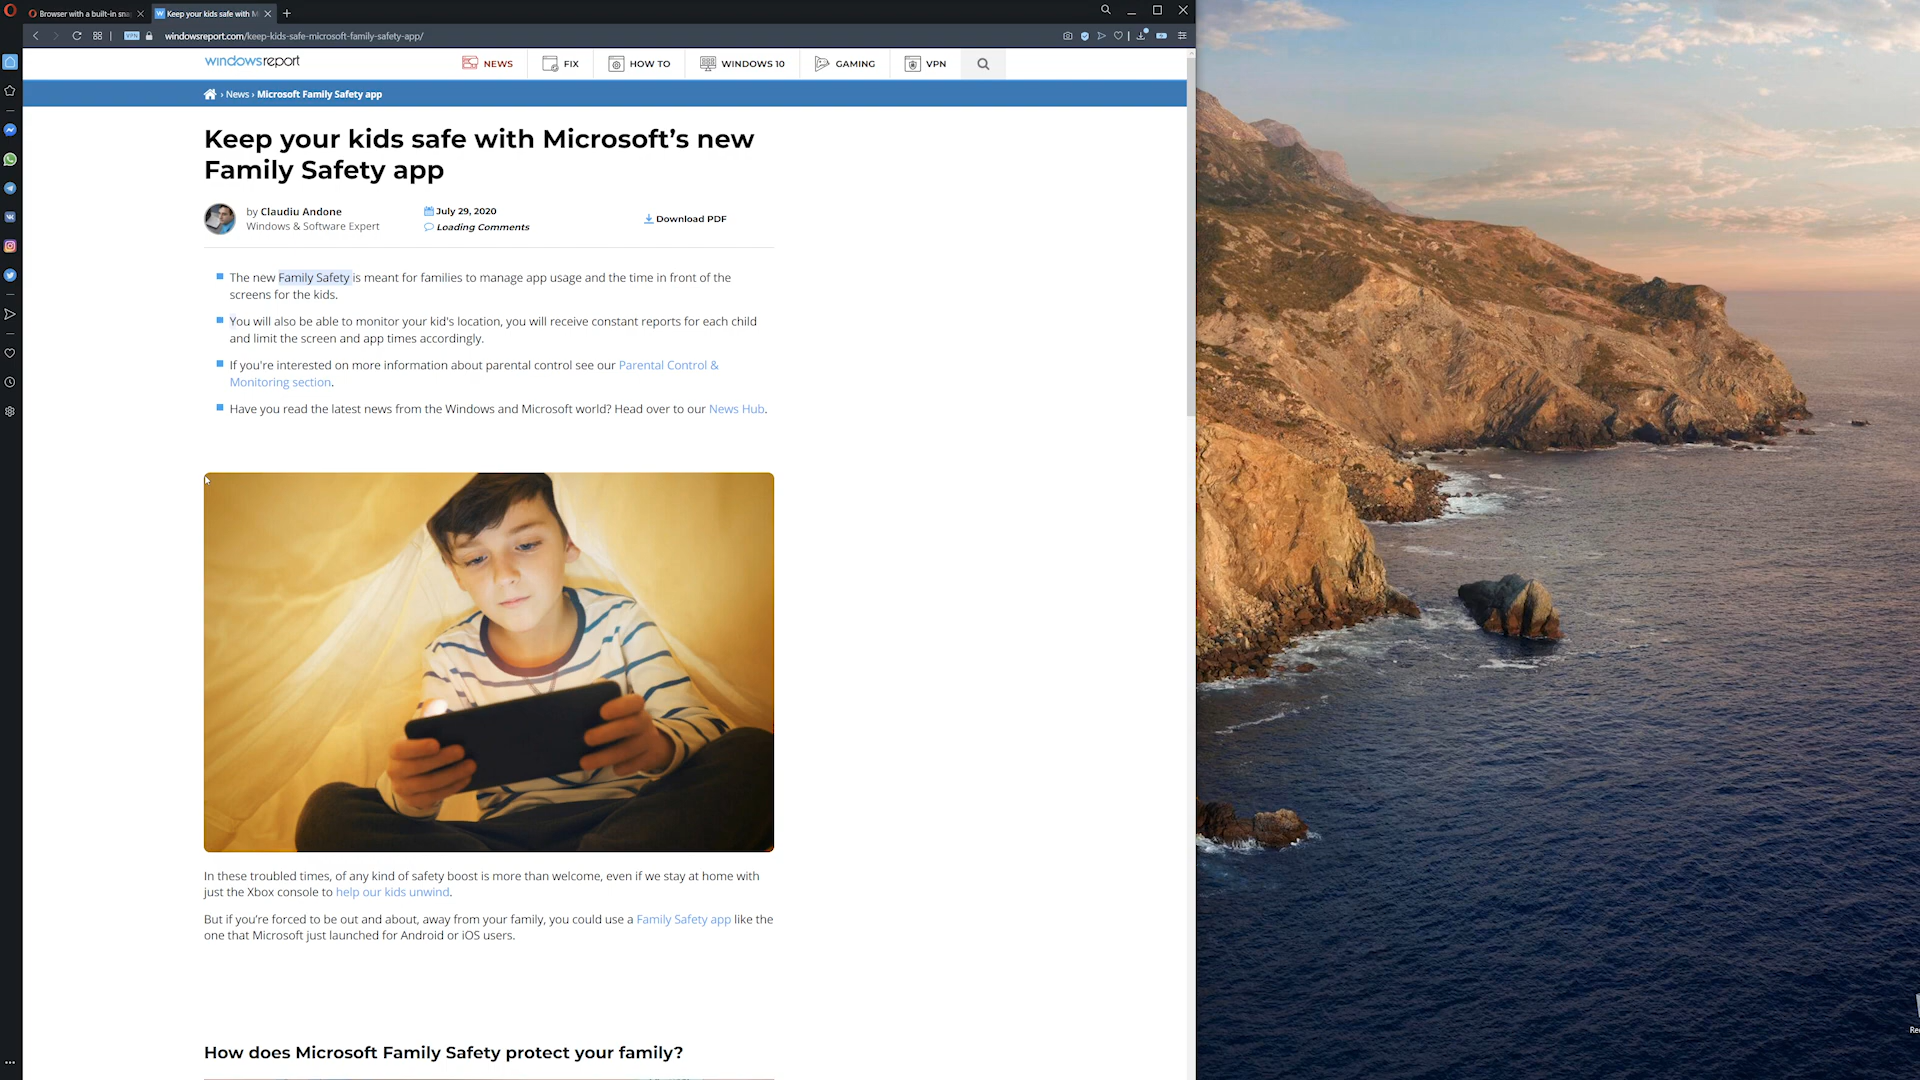 Browser with a built-in sna
Keep your kids safe with M
VPN
windowsreport.com/keep-kids-safe-microsoft-family-safety-app/
windowsreport
NEWS
FIX
HOW TO
WINDOWS 10
GAMING
VPN
› News › Microsoft Family Safety app
Keep your kids safe with Microsoft’s new
Family Safety app
by Claudiu Andone
Windows & Software Expert
July 29, 2020
Loading Comments
Download PDF
The new Family Safety is meant for families to manage app usage and the time in front of the
screens for the kids.
You will also be able to monitor your kid's location, you will receive constant reports for each child
and limit the screen and app times accordingly.
If you're interested on more information about parental control see our Parental Control &
Monitoring section.
Have you read the latest news from the Windows and Microsoft world? Head over to our News Hub.
In these troubled times, of any kind of safety boost is more than welcome, even if we stay at home with
just the Xbox console to help our kids unwind.
But if you’re forced to be out and about, away from your family, you could use a Family Safety app like the
one that Microsoft just launched for Android or iOS users.
How does Microsoft Family Safety protect your family?